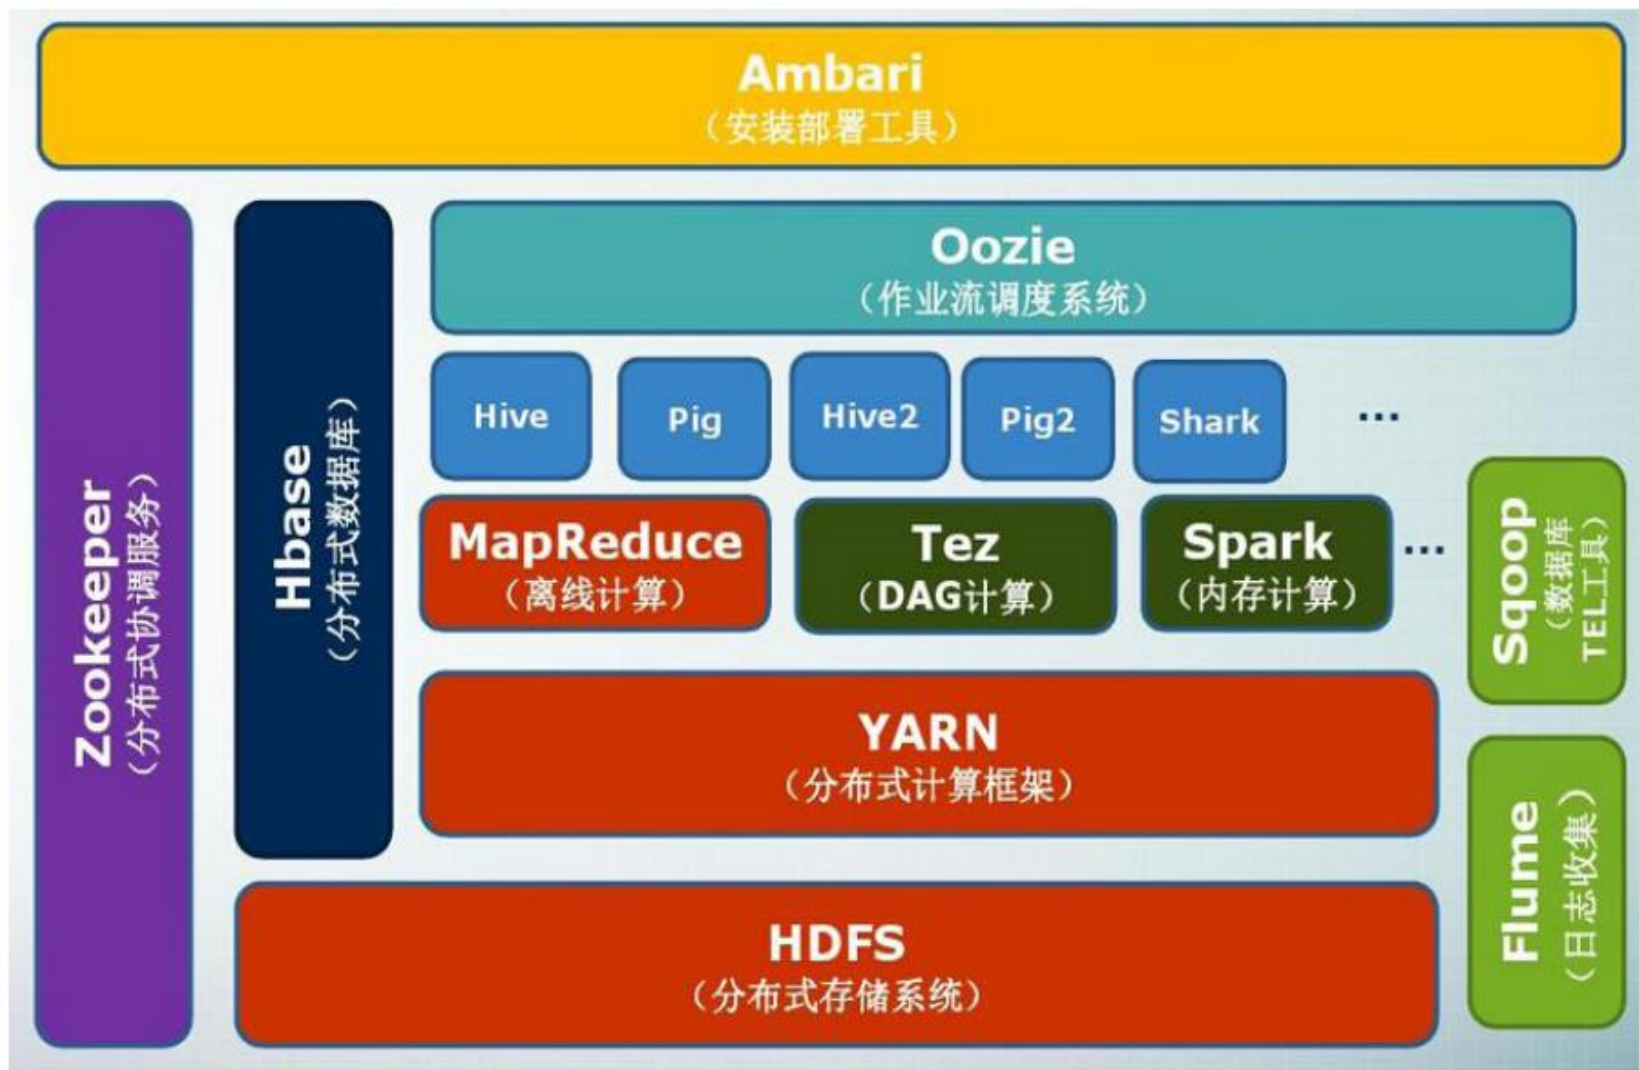 Ambari
（安装部署工具）
Zookeeper
（分布式协调服务）
Hbase
（分布式数据库）
Oozie
（作业流调度系统）
Hive
Pig
Hive2
Pig2
Shark
...
MapReduce
（离线计算）
Tez
（DAG计算）
Spark
（内存计算）
...
Sqoop
（数据库
TEL工具）
YARN
（分布式计算框架）
Flume
（日志收集）
HDFS
（分布式存储系统）